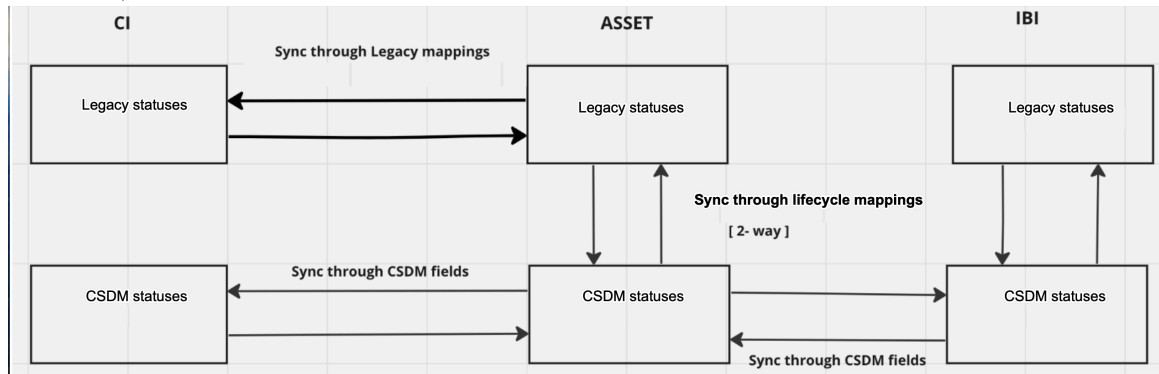 CI
ASSET
IBI
Sync through Legacy mappings
Legacy statuses
Legacy statuses
Legacy statuses
Sync through lifecycle mappings
[ 2- way ]
Sync through CSDM fields
CSDM statuses
CSDM statuses
CSDM statuses
Sync through CSDM fields